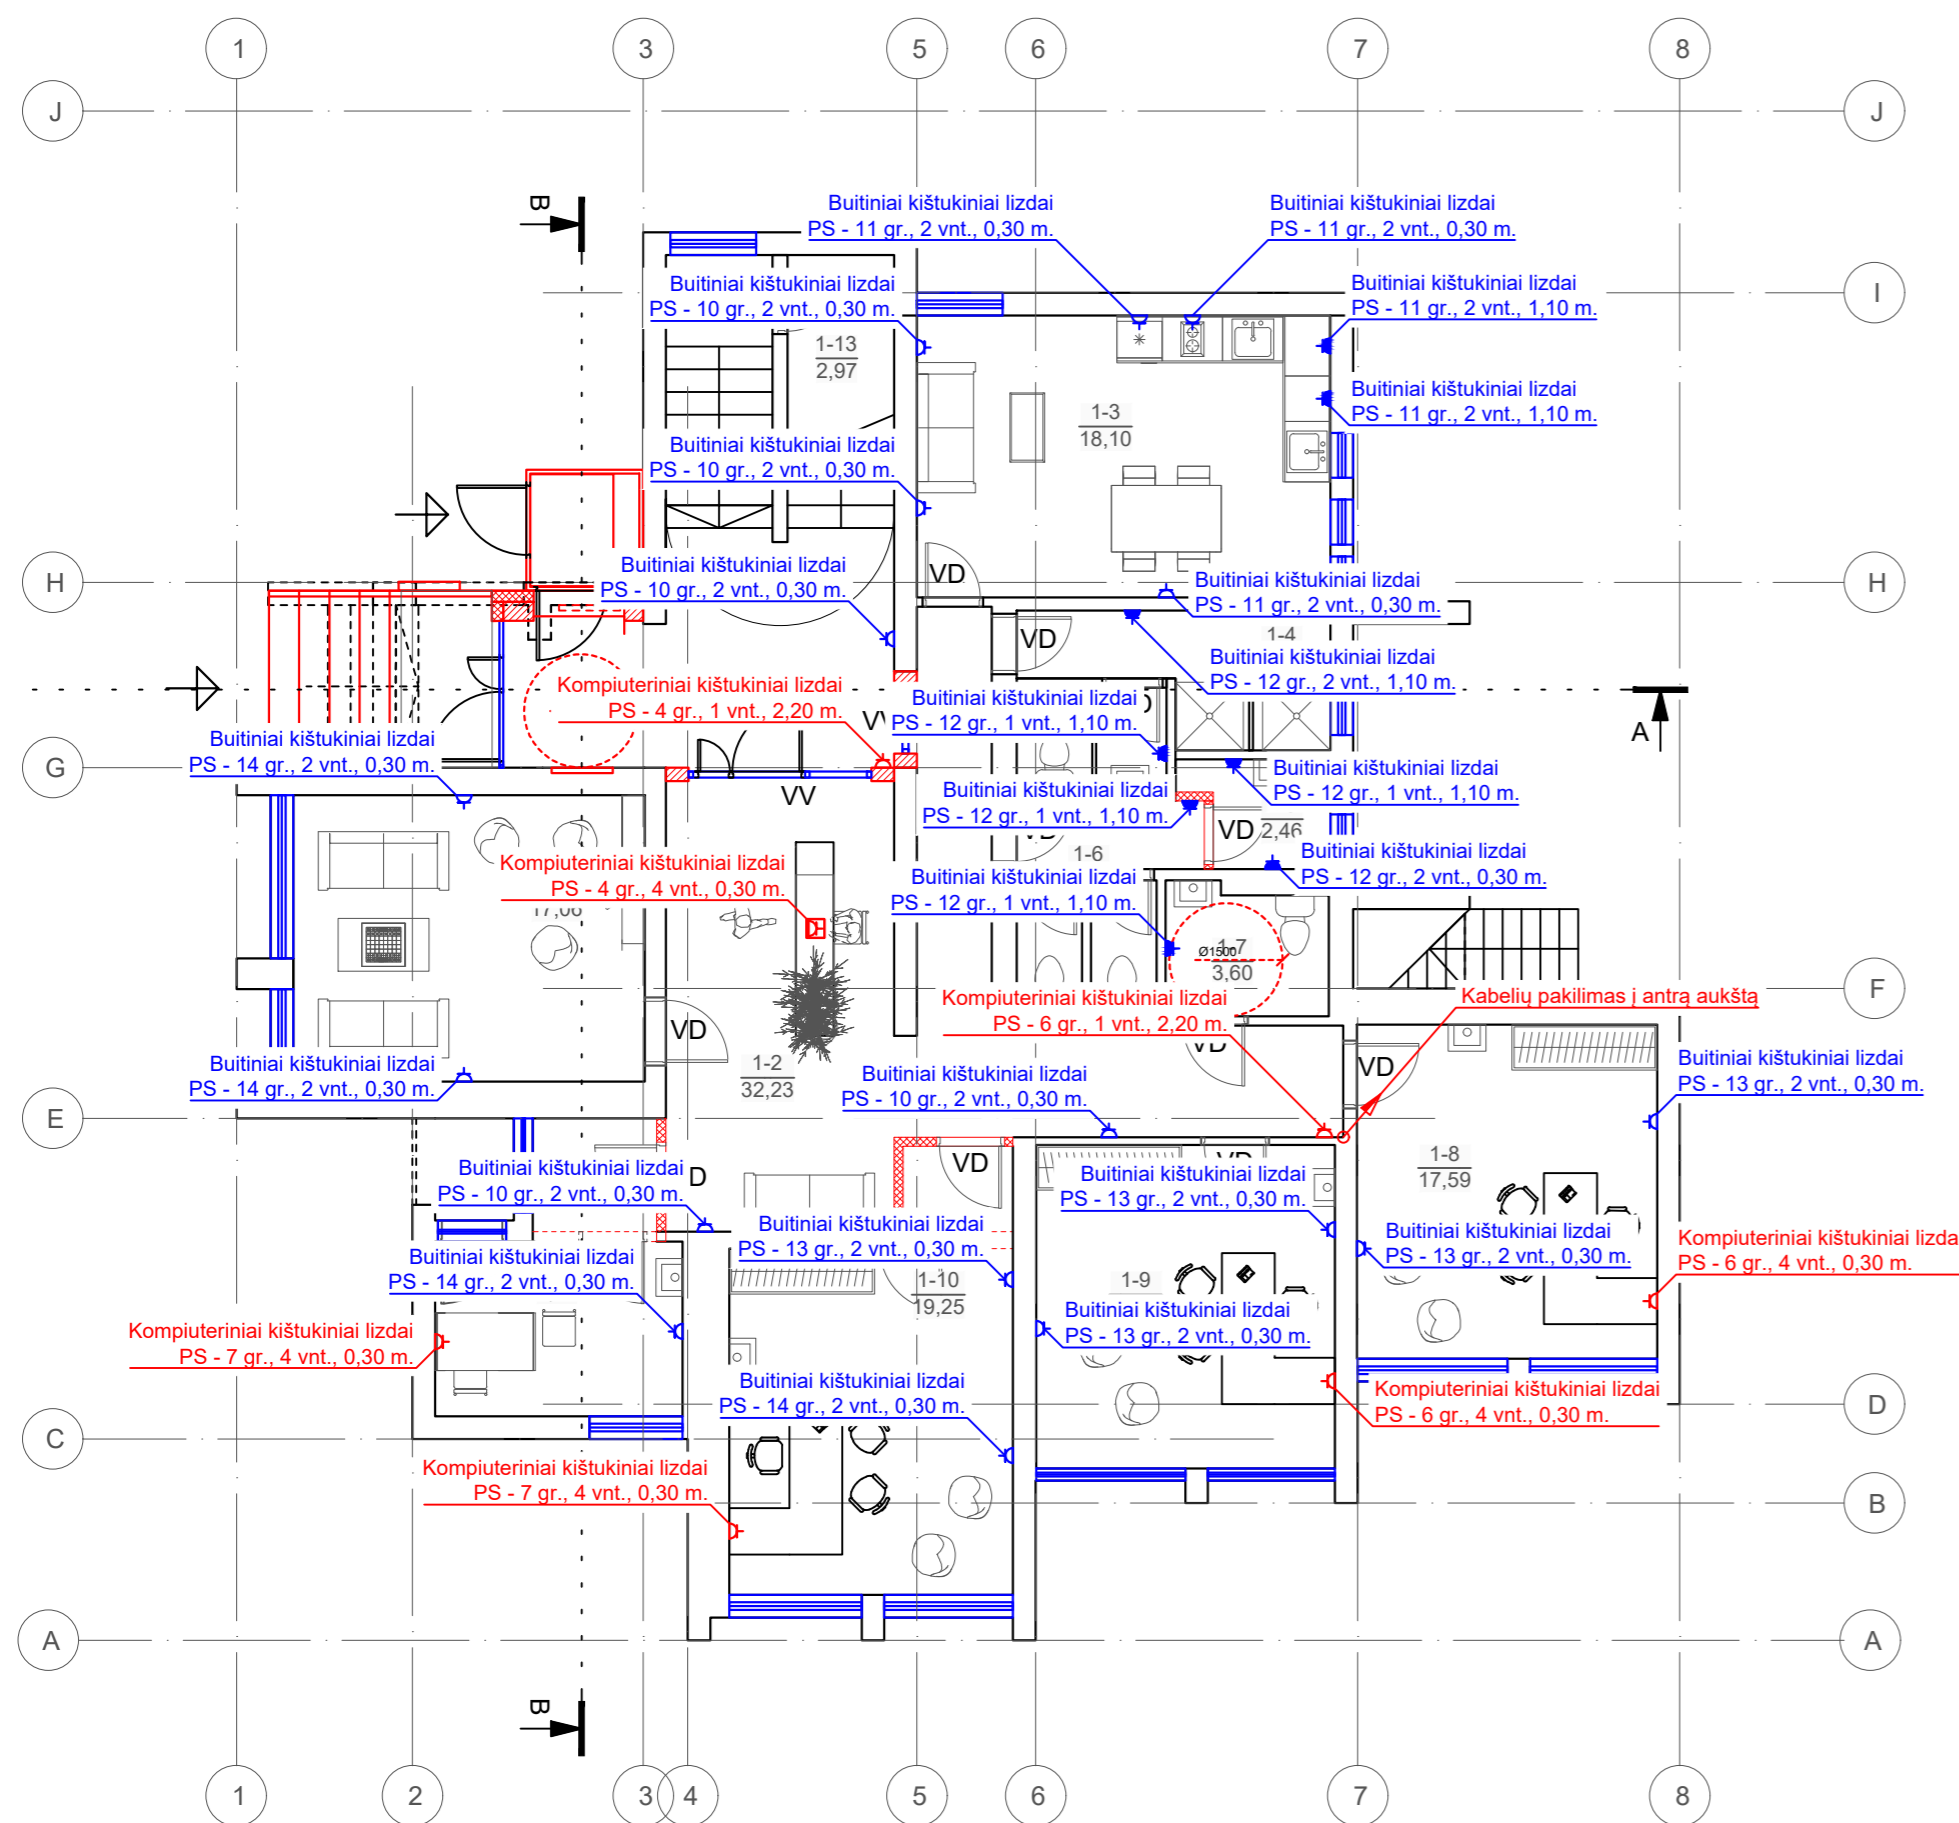 1
3
5
6
7
8
J
J
B
Buitiniai kištukiniai lizdai
PS - 11 gr., 2 vnt., 0,30 m.
Buitiniai kištukiniai lizdai
PS - 11 gr., 2 vnt., 0,30 m.
Buitiniai kištukiniai lizdai
PS - 10 gr., 2 vnt., 0,30 m.
Buitiniai kištukiniai lizdai
PS - 11 gr., 2 vnt., 1,10 m.
I
1-13
2,97
Buitiniai kištukiniai lizdai
PS - 11 gr., 2 vnt., 1,10 m.
1-3
18,10
Buitiniai kištukiniai lizdai
PS - 10 gr., 2 vnt., 0,30 m.
H
Buitiniai kištukiniai lizdai
PS - 10 gr., 2 vnt., 0,30 m.
VD
Buitiniai kištukiniai lizdai
PS - 11 gr., 2 vnt., 0,30 m.
H
VD
1-4
Buitiniai kištukiniai lizdai
PS - 12 gr., 2 vnt., 1,10 m.
Kompiuteriniai kištukiniai lizdai
PS - 4 gr., 1 vnt., 2,20 m.
Buitiniai kištukiniai lizdai
PS - 12 gr., 1 vnt., 1,10 m.
A
G
Buitiniai kištukiniai lizdai
PS - 14 gr., 2 vnt., 0,30 m.
VV
Buitiniai kištukiniai lizdai
PS - 12 gr., 1 vnt., 1,10 m.
Buitiniai kištukiniai lizdai
PS - 12 gr., 1 vnt., 1,10 m.
G
VD
2,46
1-6
Kompiuteriniai kištukiniai lizdai
PS - 4 gr., 4 vnt., 0,30 m.
Buitiniai kištukiniai lizdai
PS - 12 gr., 2 vnt., 0,30 m.
Buitiniai kištukiniai lizdai
PS - 12 gr., 1 vnt., 1,10 m.
17,06
Ø1500
1-7
3,60
Kompiuteriniai kištukiniai lizdai
PS - 6 gr., 1 vnt., 2,20 m.
Kabelių pakilimas į antrą aukštą
F
VD
VD
VD
Buitiniai kištukiniai lizdai
PS - 14 gr., 2 vnt., 0,30 m.
1-2
32,23
Buitiniai kištukiniai lizdai
PS - 10 gr., 2 vnt., 0,30 m.
Buitiniai kištukiniai lizdai
PS - 13 gr., 2 vnt., 0,30 m.
E
E
Buitiniai kištukiniai lizdai
PS - 10 gr., 2 vnt., 0,30 m.
D
VD
Buitiniai kištukiniai lizdai
PS - 13 gr., 2 vnt., 0,30 m.
1-8
17,59
Buitiniai kištukiniai lizdai
PS - 13 gr., 2 vnt., 0,30 m.
Buitiniai kištukiniai lizdai
PS - 13 gr., 2 vnt., 0,30 m.
Kompiuteriniai kištukiniai lizda
PS - 6 gr., 4 vnt., 0,30 m.
Buitiniai kištukiniai lizdai
PS - 14 gr., 2 vnt., 0,30 m.
1-10
19,25
1-9
Buitiniai kištukiniai lizdai
PS - 13 gr., 2 vnt., 0,30 m.
Kompiuteriniai kištukiniai lizdai
PS - 7 gr., 4 vnt., 0,30 m.
Buitiniai kištukiniai lizdai
PS - 14 gr., 2 vnt., 0,30 m.
Kompiuteriniai kištukiniai lizdai
PS - 6 gr., 4 vnt., 0,30 m.
D
C
Kompiuteriniai kištukiniai lizdai
PS - 7 gr., 4 vnt., 0,30 m.
B
A
A
B
1
2
3
4
5
6
7
8